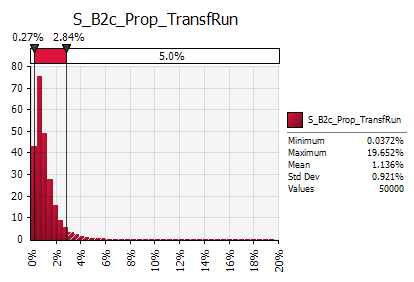 S_B2c_Prop_TransfRun
0.27% 2.84%
5.0%
80
70
60
50
40
30
20
10
0
0% 2% 4% 6% 8% 10% 12% 14% 16% 18% 20%
S_B2c_Prop_TransfRun
Minimum 0.0372%
Maximum 19.652%
Mean 1.136%
Std Dev 0.921%
Values 50000